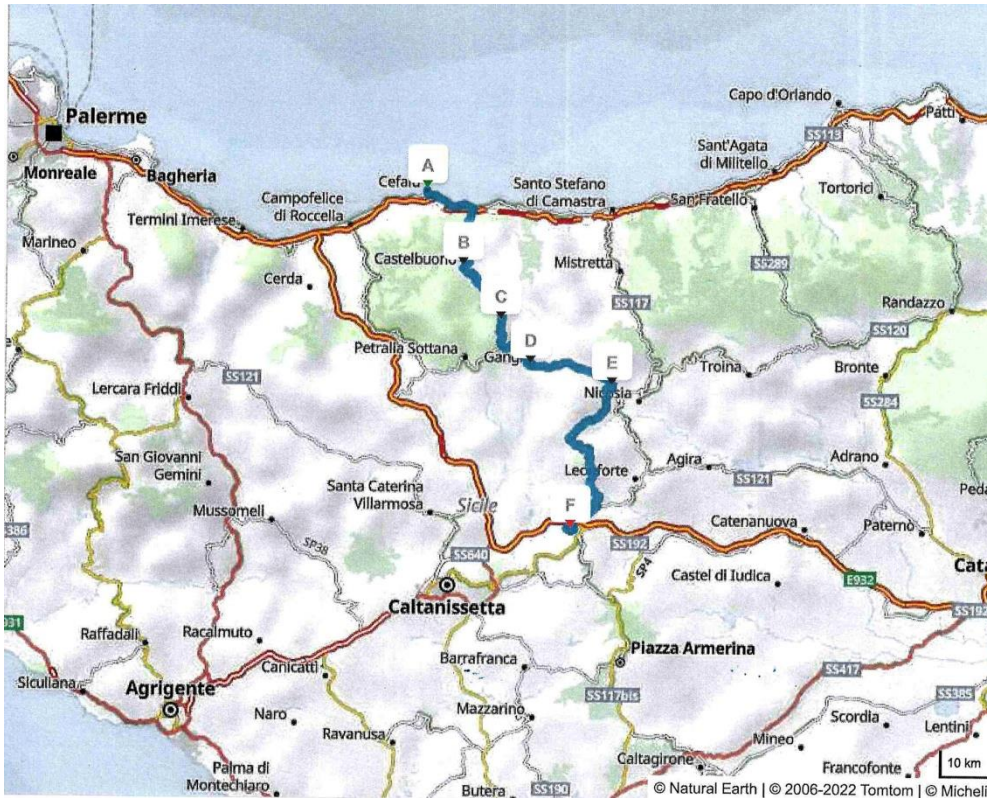 Capo d'Orlando
Patti
Palerme
SS113
Sant'Agata
di Militello
A
Monreale
Bagheria
Cefalù
Santo Stefano
di Camastra
Tortorici
Campofelice
di Roccella
San Fratello
Termini Imerese
Marineo
B
Castelbuono
Mistretta
SS289
Cerda
C
SS117
Randazzo
SS120
D
Petralia Sottana
Gangi
E
Troina
Bronte
SS121
Lercara Friddi
Nicosia
SS284
San Giovanni
Gemini
Leonforte
Agira
Adrano
SS121
Santa Caterina
Villarmosa
Sicile
Mussomeli
F
386
Catenanuova
Paternò
SP38
SS640
SS192
SP4
Castel di Iudica
E932
Cata
Caltanissetta
SS192
931
Raffadali
Racalmuto
Piazza Armerina
Canicattì
Barrafranca
SS417
Siculiana
Agrigente
SS117bis
SS385
Naro
Mazzarino
Scordia
Lentini
Ravanusa
Mineo
Caltagirone
10 km
Palma di
Montechiaro
Francofonte
Butera
SS190
© Natural Earth | © 2006-2022 Tomtom | © Micheli